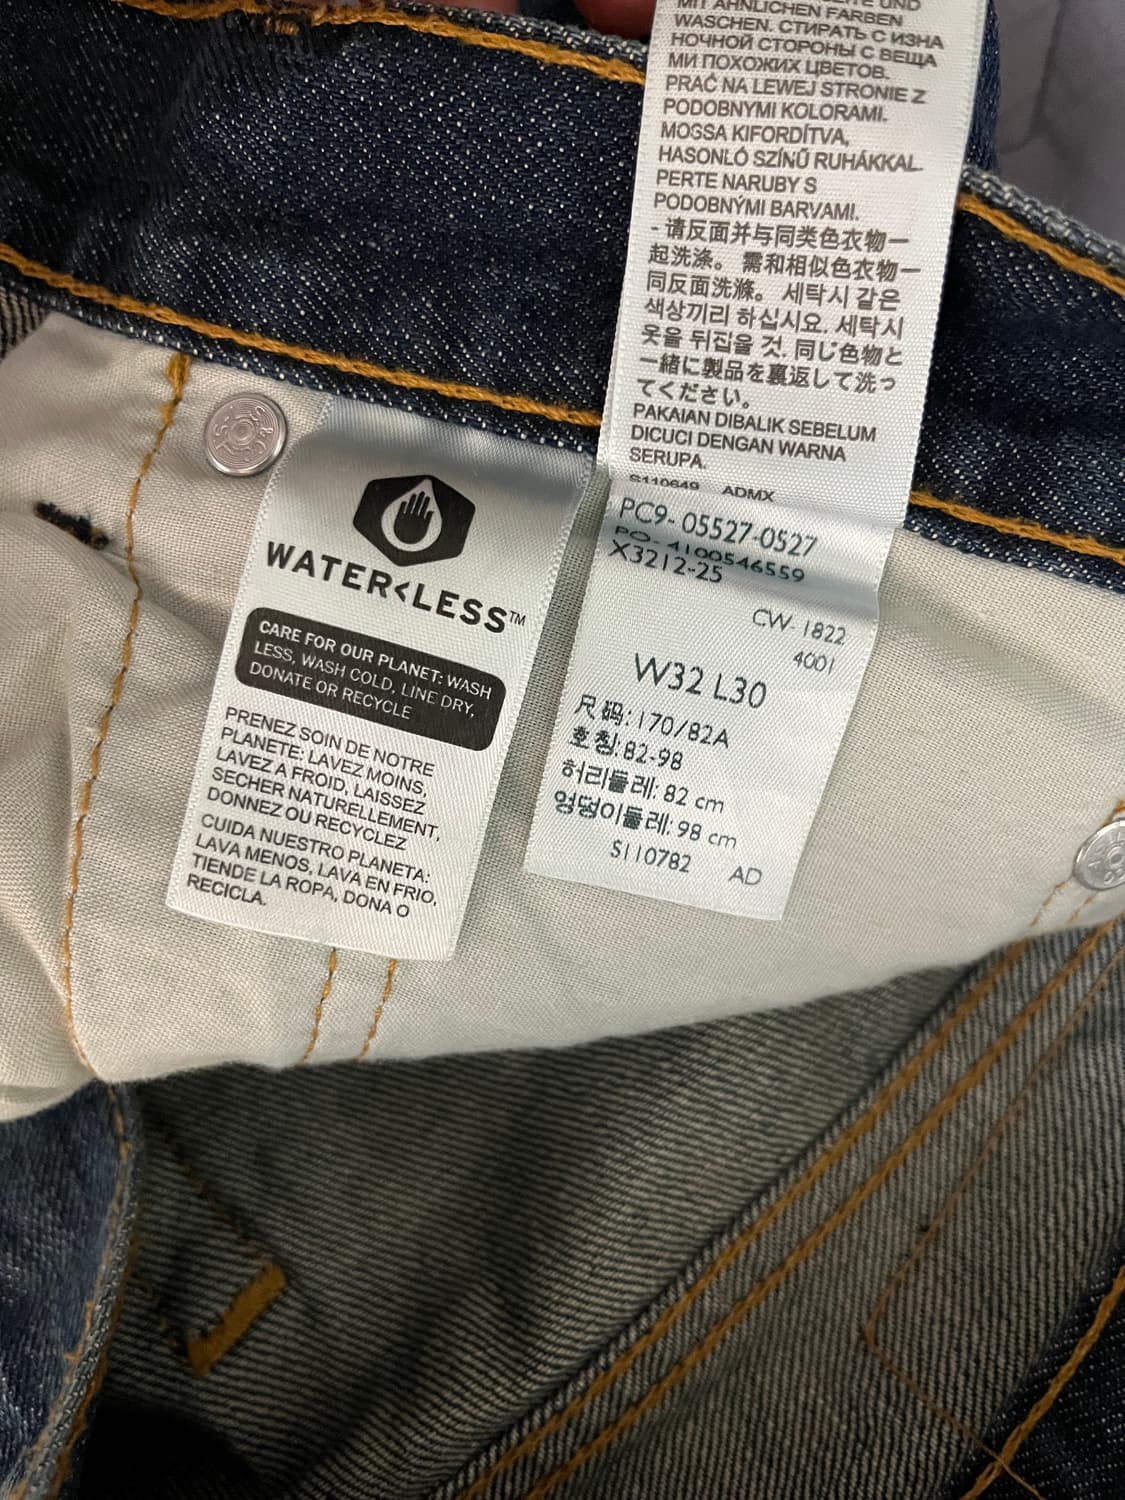 MIT ÄHNLICHEN FARBEN
WASCHEN. СТИРАТЬ С ИЗНА
НОЧНОЙ СТОРОНЫ С ВЕЩА
МИ ПОХОЖИХ ЦВЕТОВ.
PRAĆ NA LEWEJ STRONIE Z
PODOBNYMI KOLORAMI.
MOSSA KIFORDÍTVA,
HASONLÓ SZÍNŰ RUHÁKKAL.
PERTE NARUBY S
PODOBNÝMI BARVAMI.
- 请反面并与同类色衣物一
起洗涤。需和相似色衣物一
同反面洗滌。세탁시 같은
색상끼리 하십시요. 세탁시
옷을 뒤집을 것. 同じ色物と
一緒に製品を裏返して洗っ
てください。
PAKAIAN DIBALIK SEBELUM
DICUCI DENGAN WARNA
SERUPA.
S110649 ADMX
PC9-05527-0527
PO-4100546559
X3212-25
CW-1822
4001
W32 L30
尺码:170/82A
호칭:82-98
허리둘레: 82 cm
엉덩이둘레: 98 cm
S110782 AD
WATER<LESS™
CARE FOR OUR PLANET: WASH
LESS, WASH COLD, LINE DRY,
DONATE OR RECYCLE
PRENEZ SOIN DE NOTRE
PLANETE: LAVEZ MOINS,
LAVEZ A FROID, LAISSEZ
SECHER NATURELLEMENT,
DONNEZ OU RECYCLEZ
CUIDA NUESTRO PLANETA:
LAVA MENOS, LAVA EN FRIO,
TIENDE LA ROPA, DONA O
RECICLA.